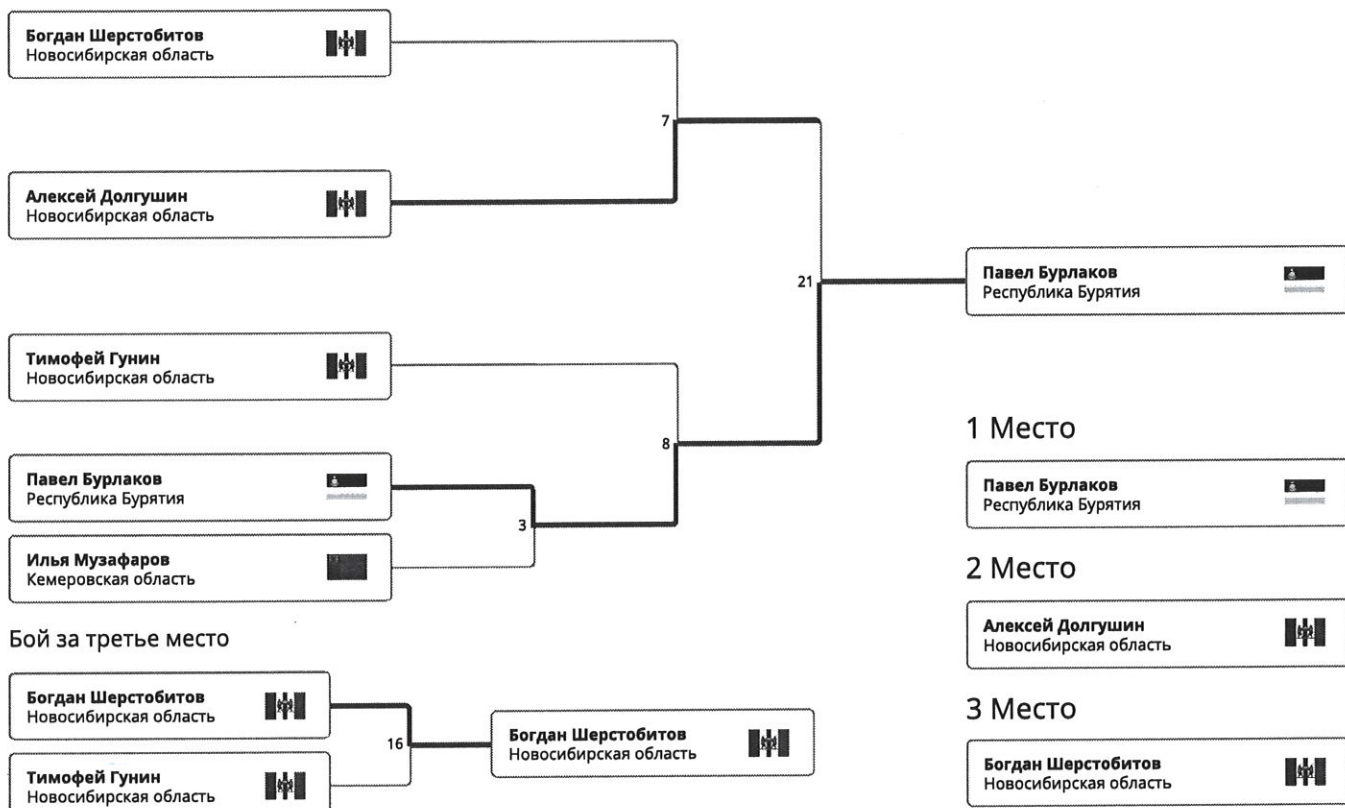 Богдан Шерстобитов
Новосибирская область
7
Алексей Долгушин
Новосибирская область
21
Павел Бурлаков
Республика Бурятия
Тимофей Гунин
Новосибирская область
8
Павел Бурлаков
Республика Бурятия
3
Илья Музафаров
Кемеровская область
1 Место
Павел Бурлаков
Республика Бурятия
2 Место
Алексей Долгушин
Новосибирская область
3 Место
Богдан Шерстобитов
Новосибирская область
Бой за третье место
Богдан Шерстобитов
Новосибирская область
16
Богдан Шерстобитов
Новосибирская область
Тимофей Гунин
Новосибирская область